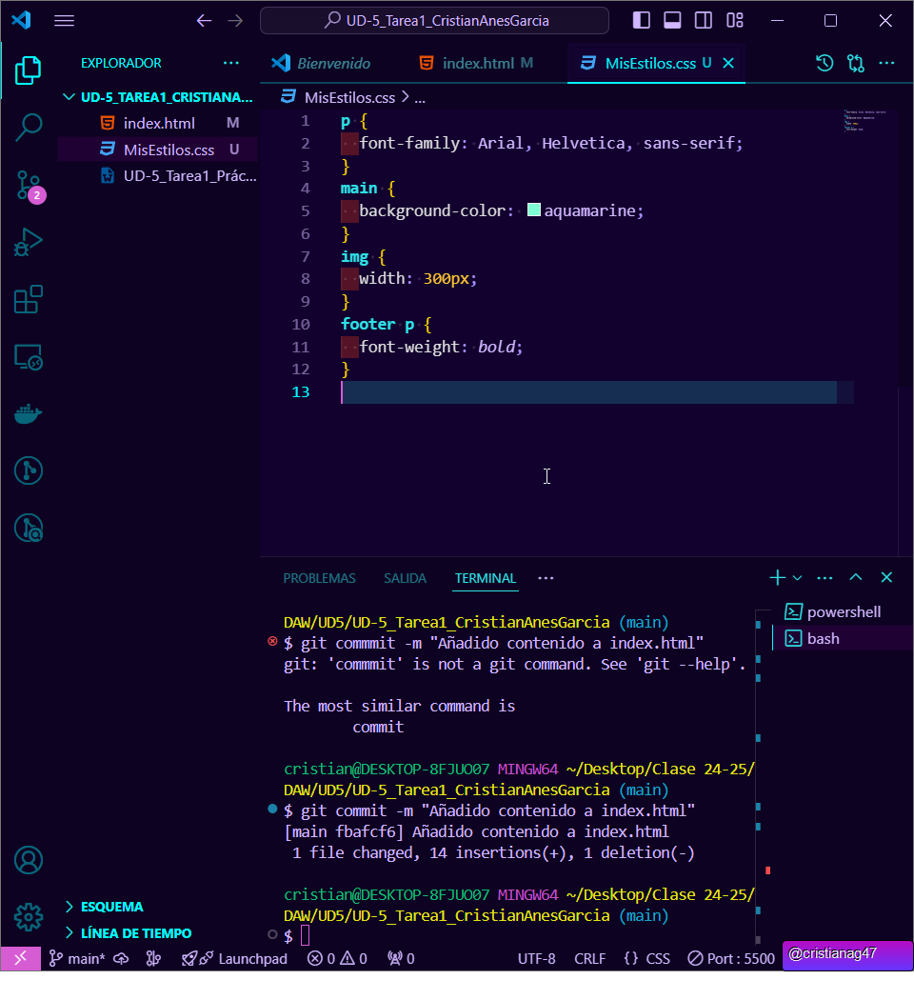 UD-5_Tarea1_CristianAnesGarcia
EXPLORADOR
UD-5_TAREA1_CRISTIANA...
index.html M
MisEstilos.css U
UD-5_Tarea1_Prác...
ESQUEMA
LÍNEA DE TIEMPO
Bienvenido
index.html M
MisEstilos.css U
MisEstilos.css > ...
1 p {
2 font-family: Arial, Helvetica, sans-serif;
3 }
4 main {
5 background-color: aquamarine;
6 }
7 img {
8 width: 300px;
9 }
10 footer p {
11 font-weight: bold;
12 }
13
PROBLEMAS SALIDA TERMINAL ...
powershell
bash
DAW/UD5/UD-5_Tarea1_CristianAnesGarcia (main)
$ git commmit -m "Añadido contenido a index.html"
git: 'commmit' is not a git command. See 'git --help'.
The most similar command is
commit
cristian@DESKTOP-8FJUO07 MINGW64 ~/Desktop/Clase 24-25/
DAW/UD5/UD-5_Tarea1_CristianAnesGarcia (main)
$ git commit -m "Añadido contenido a index.html"
[main fbafcf6] Añadido contenido a index.html
1 file changed, 14 insertions(+), 1 deletion(-)
cristian@DESKTOP-8FJUO07 MINGW64 ~/Desktop/Clase 24-25/
DAW/UD5/UD-5_Tarea1_CristianAnesGarcia (main)
$
2
main* Launchpad 0 0 0 UTF-8 CRLF {} CSS Port : 5500
@cristianag47